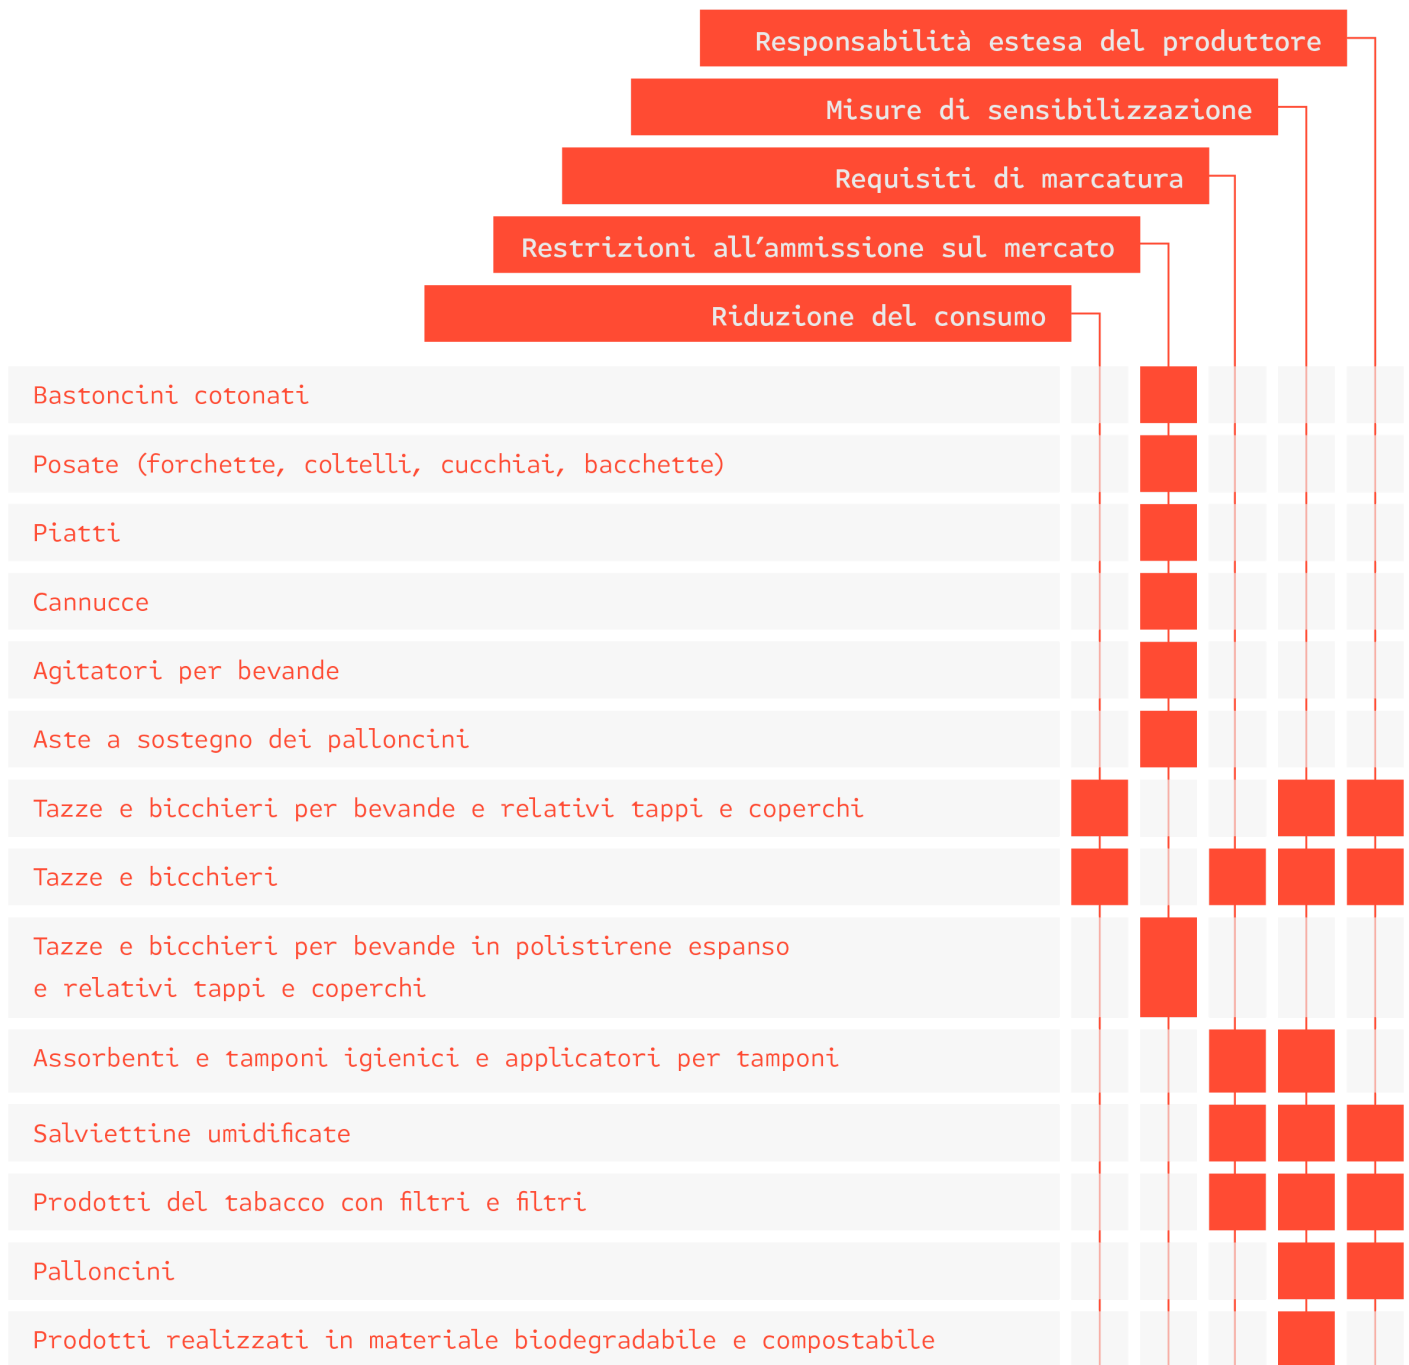 Responsabilità estesa del produttore
Misure di sensibilizzazione
Requisiti di marcatura
Restrizioni all’ammissione sul mercato
Riduzione del consumo
Bastoncini cotonati
Posate (forchette, coltelli, cucchiai, bacchette)
Piatti
Cannucce
Agitatori per bevande
Aste a sostegno dei palloncini
Tazze e bicchieri per bevande e relativi tappi e coperchi
Tazze e bicchieri
Tazze e bicchieri per bevande in polistirene espanso
e relativi tappi e coperchi
Assorbenti e tamponi igienici e applicatori per tamponi
Salviettine umidificate
Prodotti del tabacco con filtri e filtri
Palloncini
Prodotti realizzati in materiale biodegradabile e compostabile